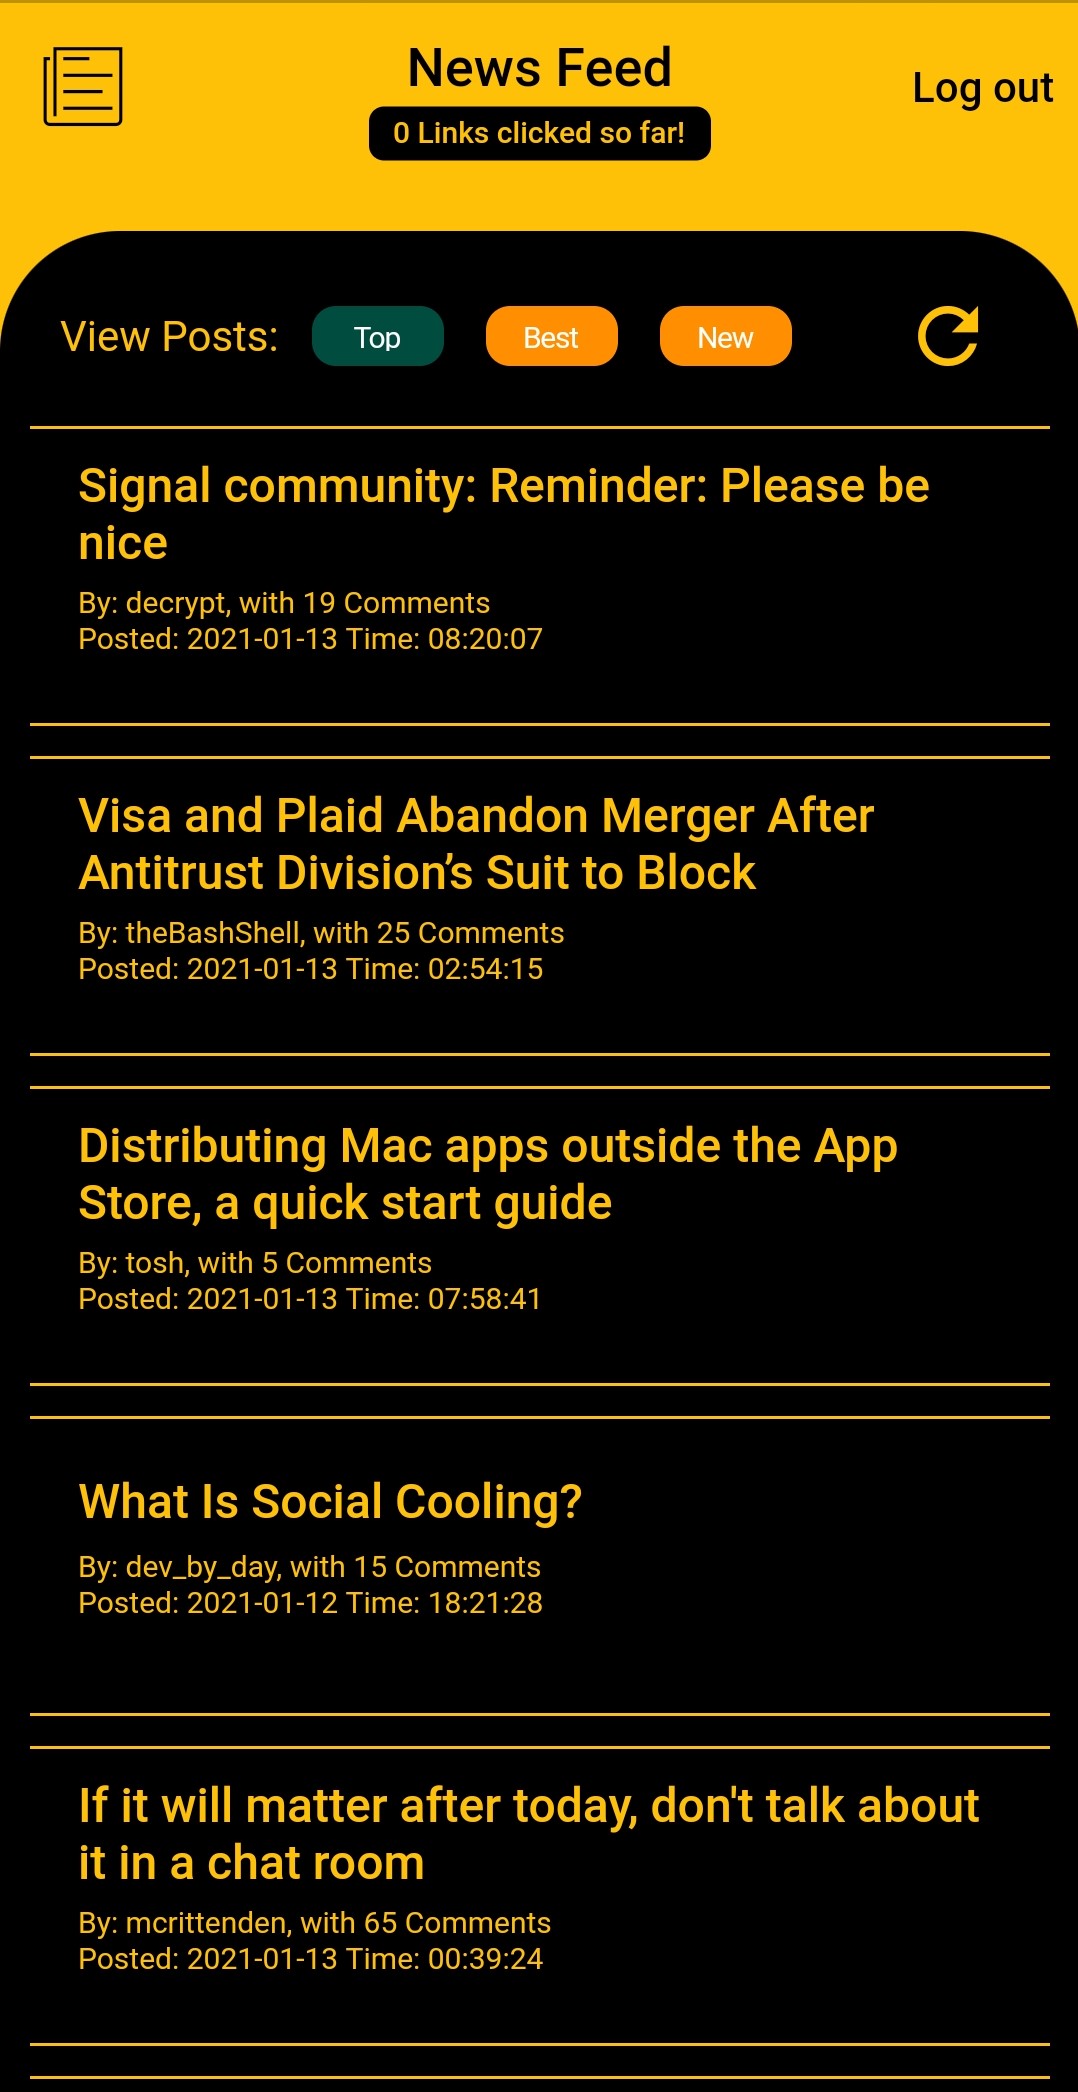 News Feed
Log out
0 Links clicked so far!
View Posts: Top Best New
Signal community: Reminder: Please be
nice
By: decrypt, with 19 Comments
Posted: 2021-01-13 Time: 08:20:07
Visa and Plaid Abandon Merger After
Antitrust Division’s Suit to Block
By: theBashShell, with 25 Comments
Posted: 2021-01-13 Time: 02:54:15
Distributing Mac apps outside the App
Store, a quick start guide
By: tosh, with 5 Comments
Posted: 2021-01-13 Time: 07:58:41
What Is Social Cooling?
By: dev_by_day, with 15 Comments
Posted: 2021-01-12 Time: 18:21:28
If it will matter after today, don't talk about
it in a chat room
By: mcrittenden, with 65 Comments
Posted: 2021-01-13 Time: 00:39:24